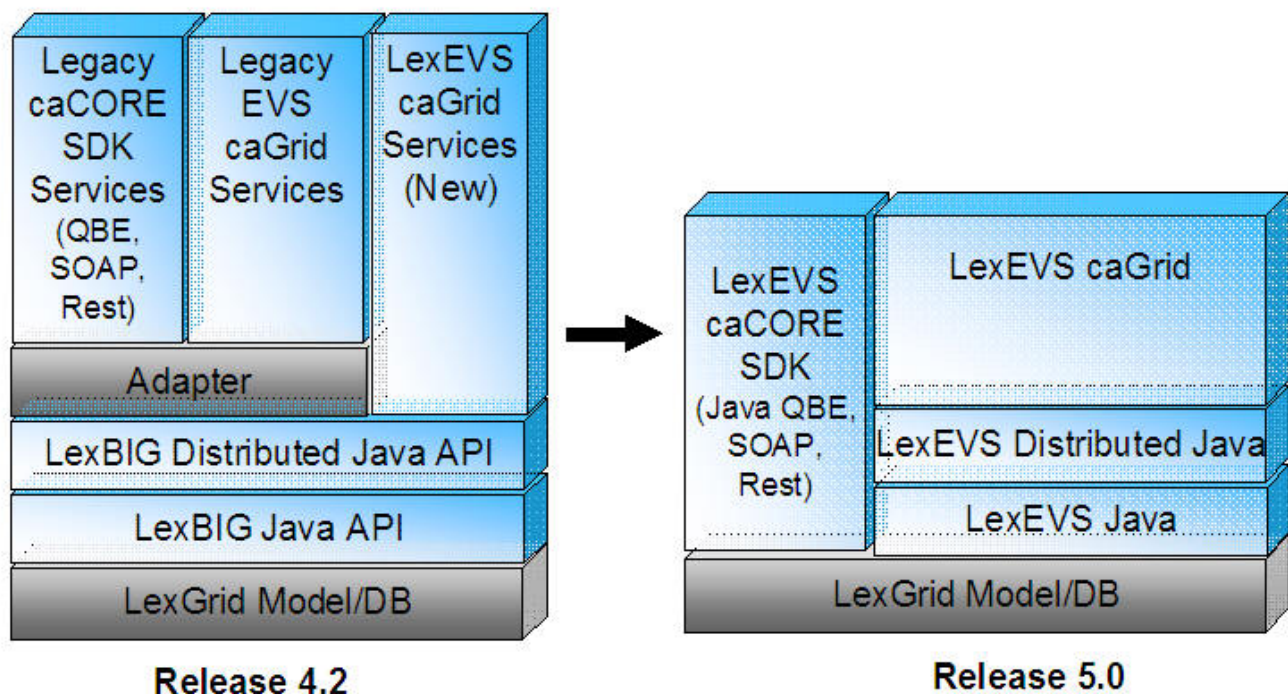 Legacy
caCORE
SDK
Services
(QBE,
SOAP,
Rest)
Legacy
EVS
caGrid
Services
LexEVS
caGrid
Services
(New)
Adapter
LexBIG Distributed Java API
LexBIG Java API
LexGrid Model/DB
Release 4.2
LexEVS
caCORE
SDK
(Java QBE,
SOAP,
Rest)
LexEVS caGrid
LexEVS Distributed Java
LexEVS Java
LexGrid Model/DB
Release 5.0